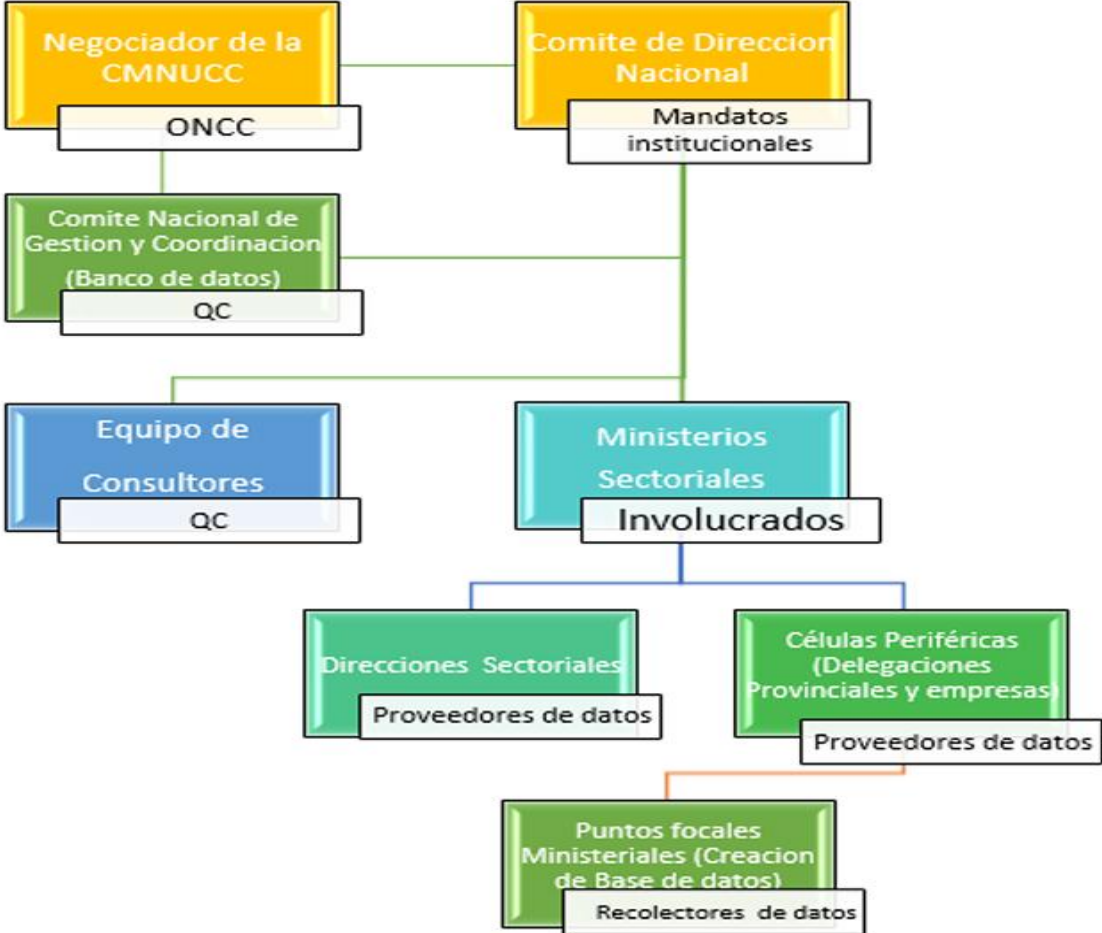 Negociador de la
CMNUCC
ONCC
Comite de Direccion
Nacional
Mandatos
institucionales
Comite Nacional de
Gestion y Coordinacion
(Banco de datos)
QC
Equipo de
Consultores
QC
Ministerios
Sectoriales
Involucrados
Direcciones Sectoriales
Proveedores de datos
Células Periféricas
(Delegaciones
Provinciales y empresas)
Proveedores de datos
Puntos focales
Ministeriales (Creacion
de Base de datos)
Recolectores de datos